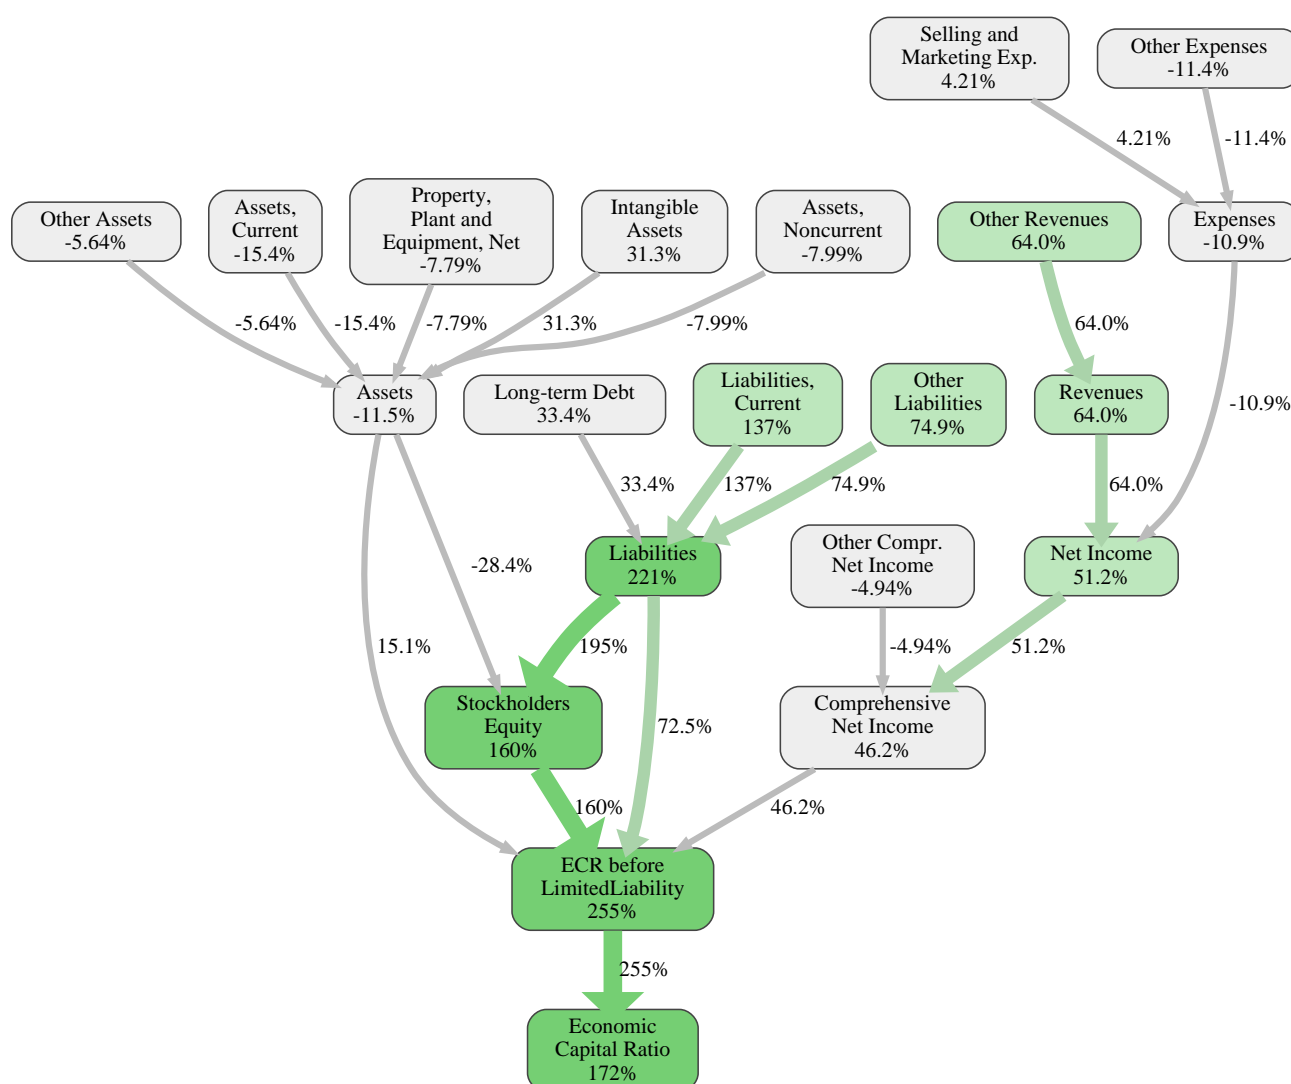 Selling and
Marketing Exp.
4.21%
Other Expenses
-11.4%
4.21%
-11.4%
Other Assets
-5.64%
Assets,
Current
-15.4%
Property,
Plant and
Equipment, Net
-7.79%
Intangible
Assets
31.3%
Assets,
Noncurrent
-7.99%
Other Revenues
64.0%
Expenses
-10.9%
-5.64%
-15.4%
-7.79%
31.3%
-7.99%
64.0%
-10.9%
Assets
-11.5%
Long-term Debt
33.4%
Liabilities,
Current
137%
Other
Liabilities
74.9%
Revenues
64.0%
33.4%
137%
74.9%
64.0%
-28.4%
Liabilities
221%
Other Compr.
Net Income
-4.94%
Net Income
51.2%
15.1%
195%
72.5%
-4.94%
51.2%
Stockholders
Equity
160%
Comprehensive
Net Income
46.2%
160%
46.2%
ECR before
LimitedLiability
255%
255%
Economic
Capital Ratio
172%